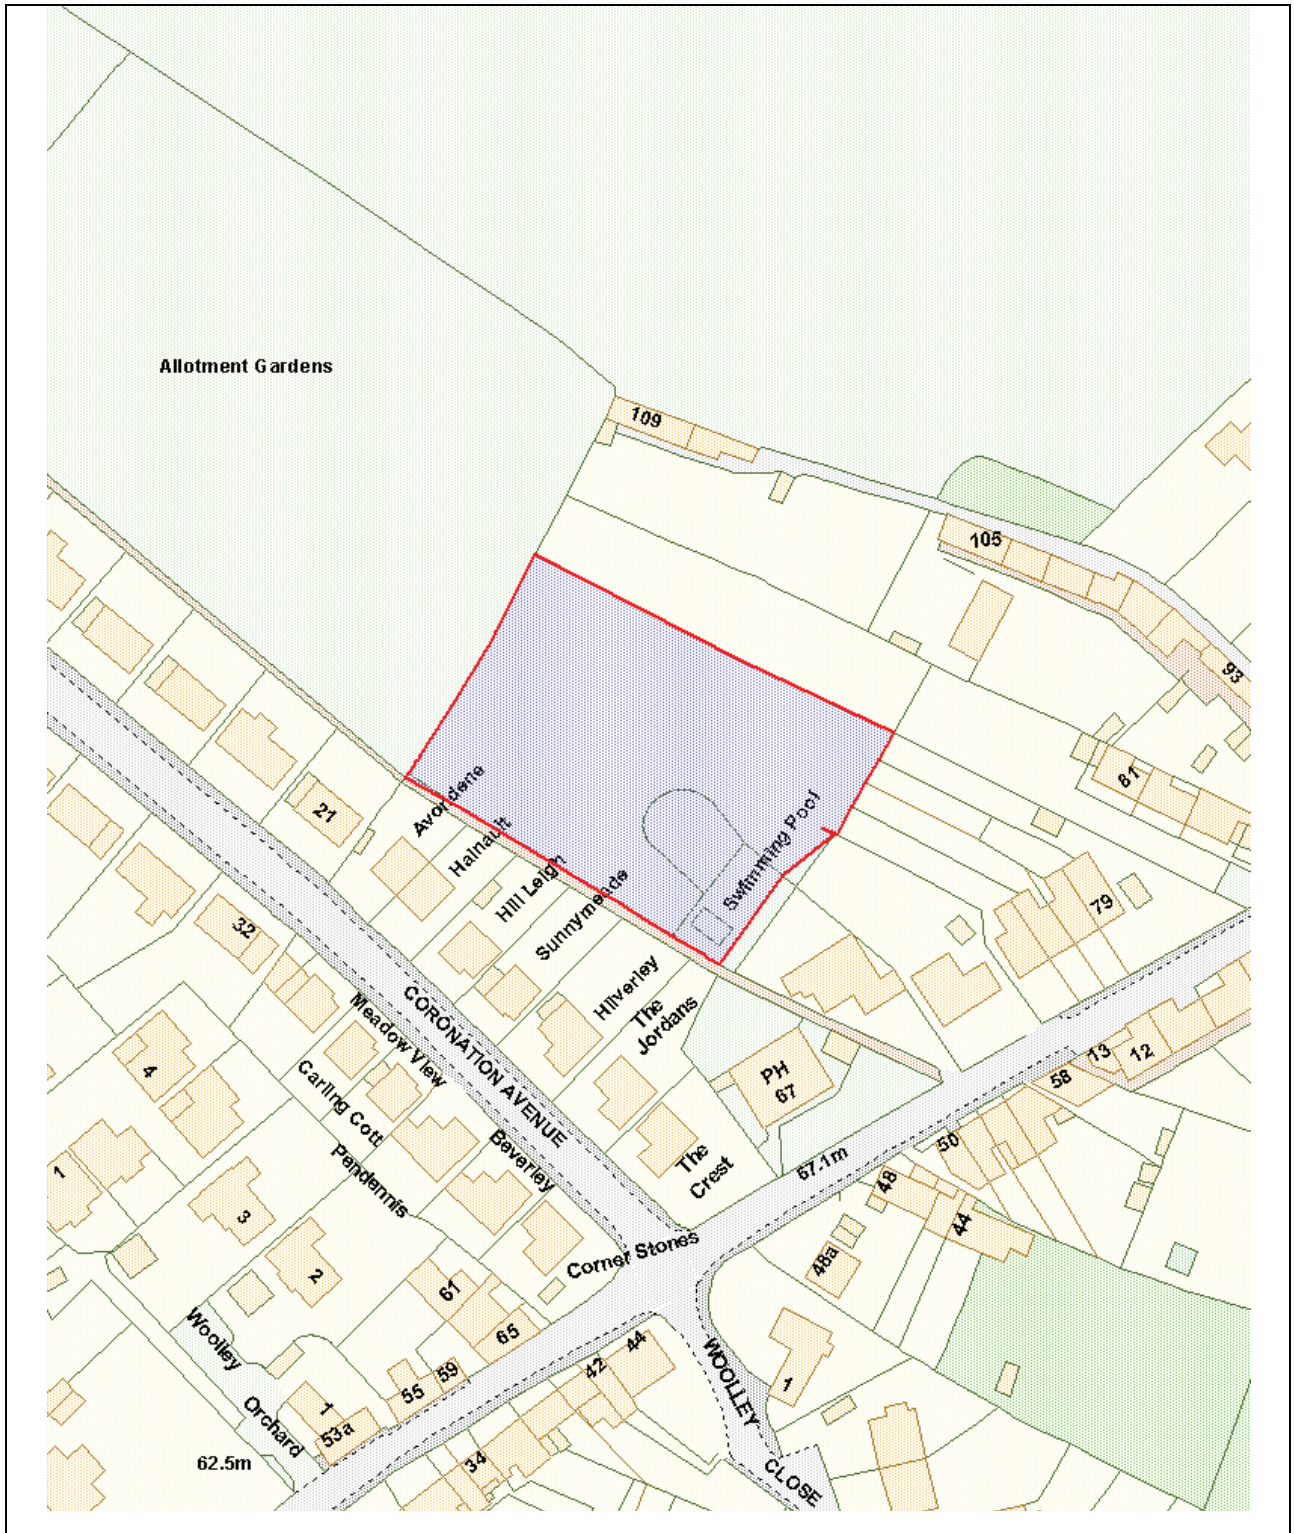 Allotment Gardens
109
105
93
81
79
21
Avondene
Halnault
Hill Leigh
Sunnymeade
Swimming Pool
Hilverley
The
Jordans
32
CORONATION AVENUE
Meadow View
Carling Cott
Pendennis
Beverley
4
PH
67
13
12
58
50
48
44
48a
67.1m
The
Crest
1
3
2
Corner Stones
61
65
59
55
Woolley
Orchard
1
53a
62.5m
42
44
34
WOOLLEY
CLOSE
1